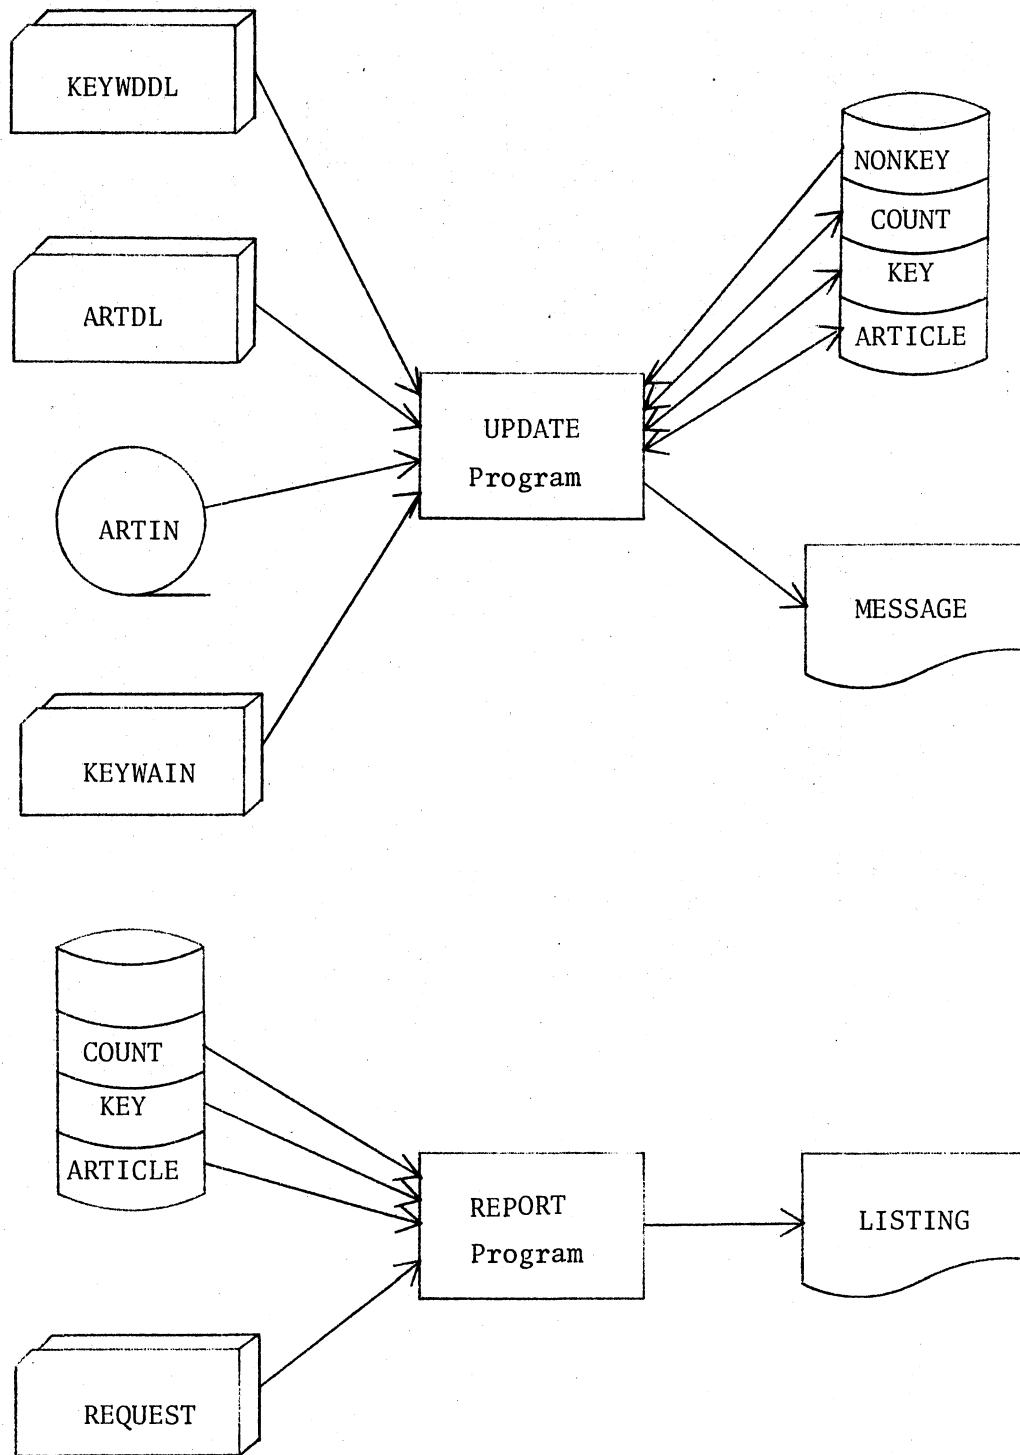 KEYWDDL
NONKEY
COUNT
KEY
ARTDL
ARTICLE
UPDATE
Program
ARTIN
MESSAGE
KEYWAIN
COUNT
KEY
ARTICLE
REPORT
Program
LISTING
REQUEST